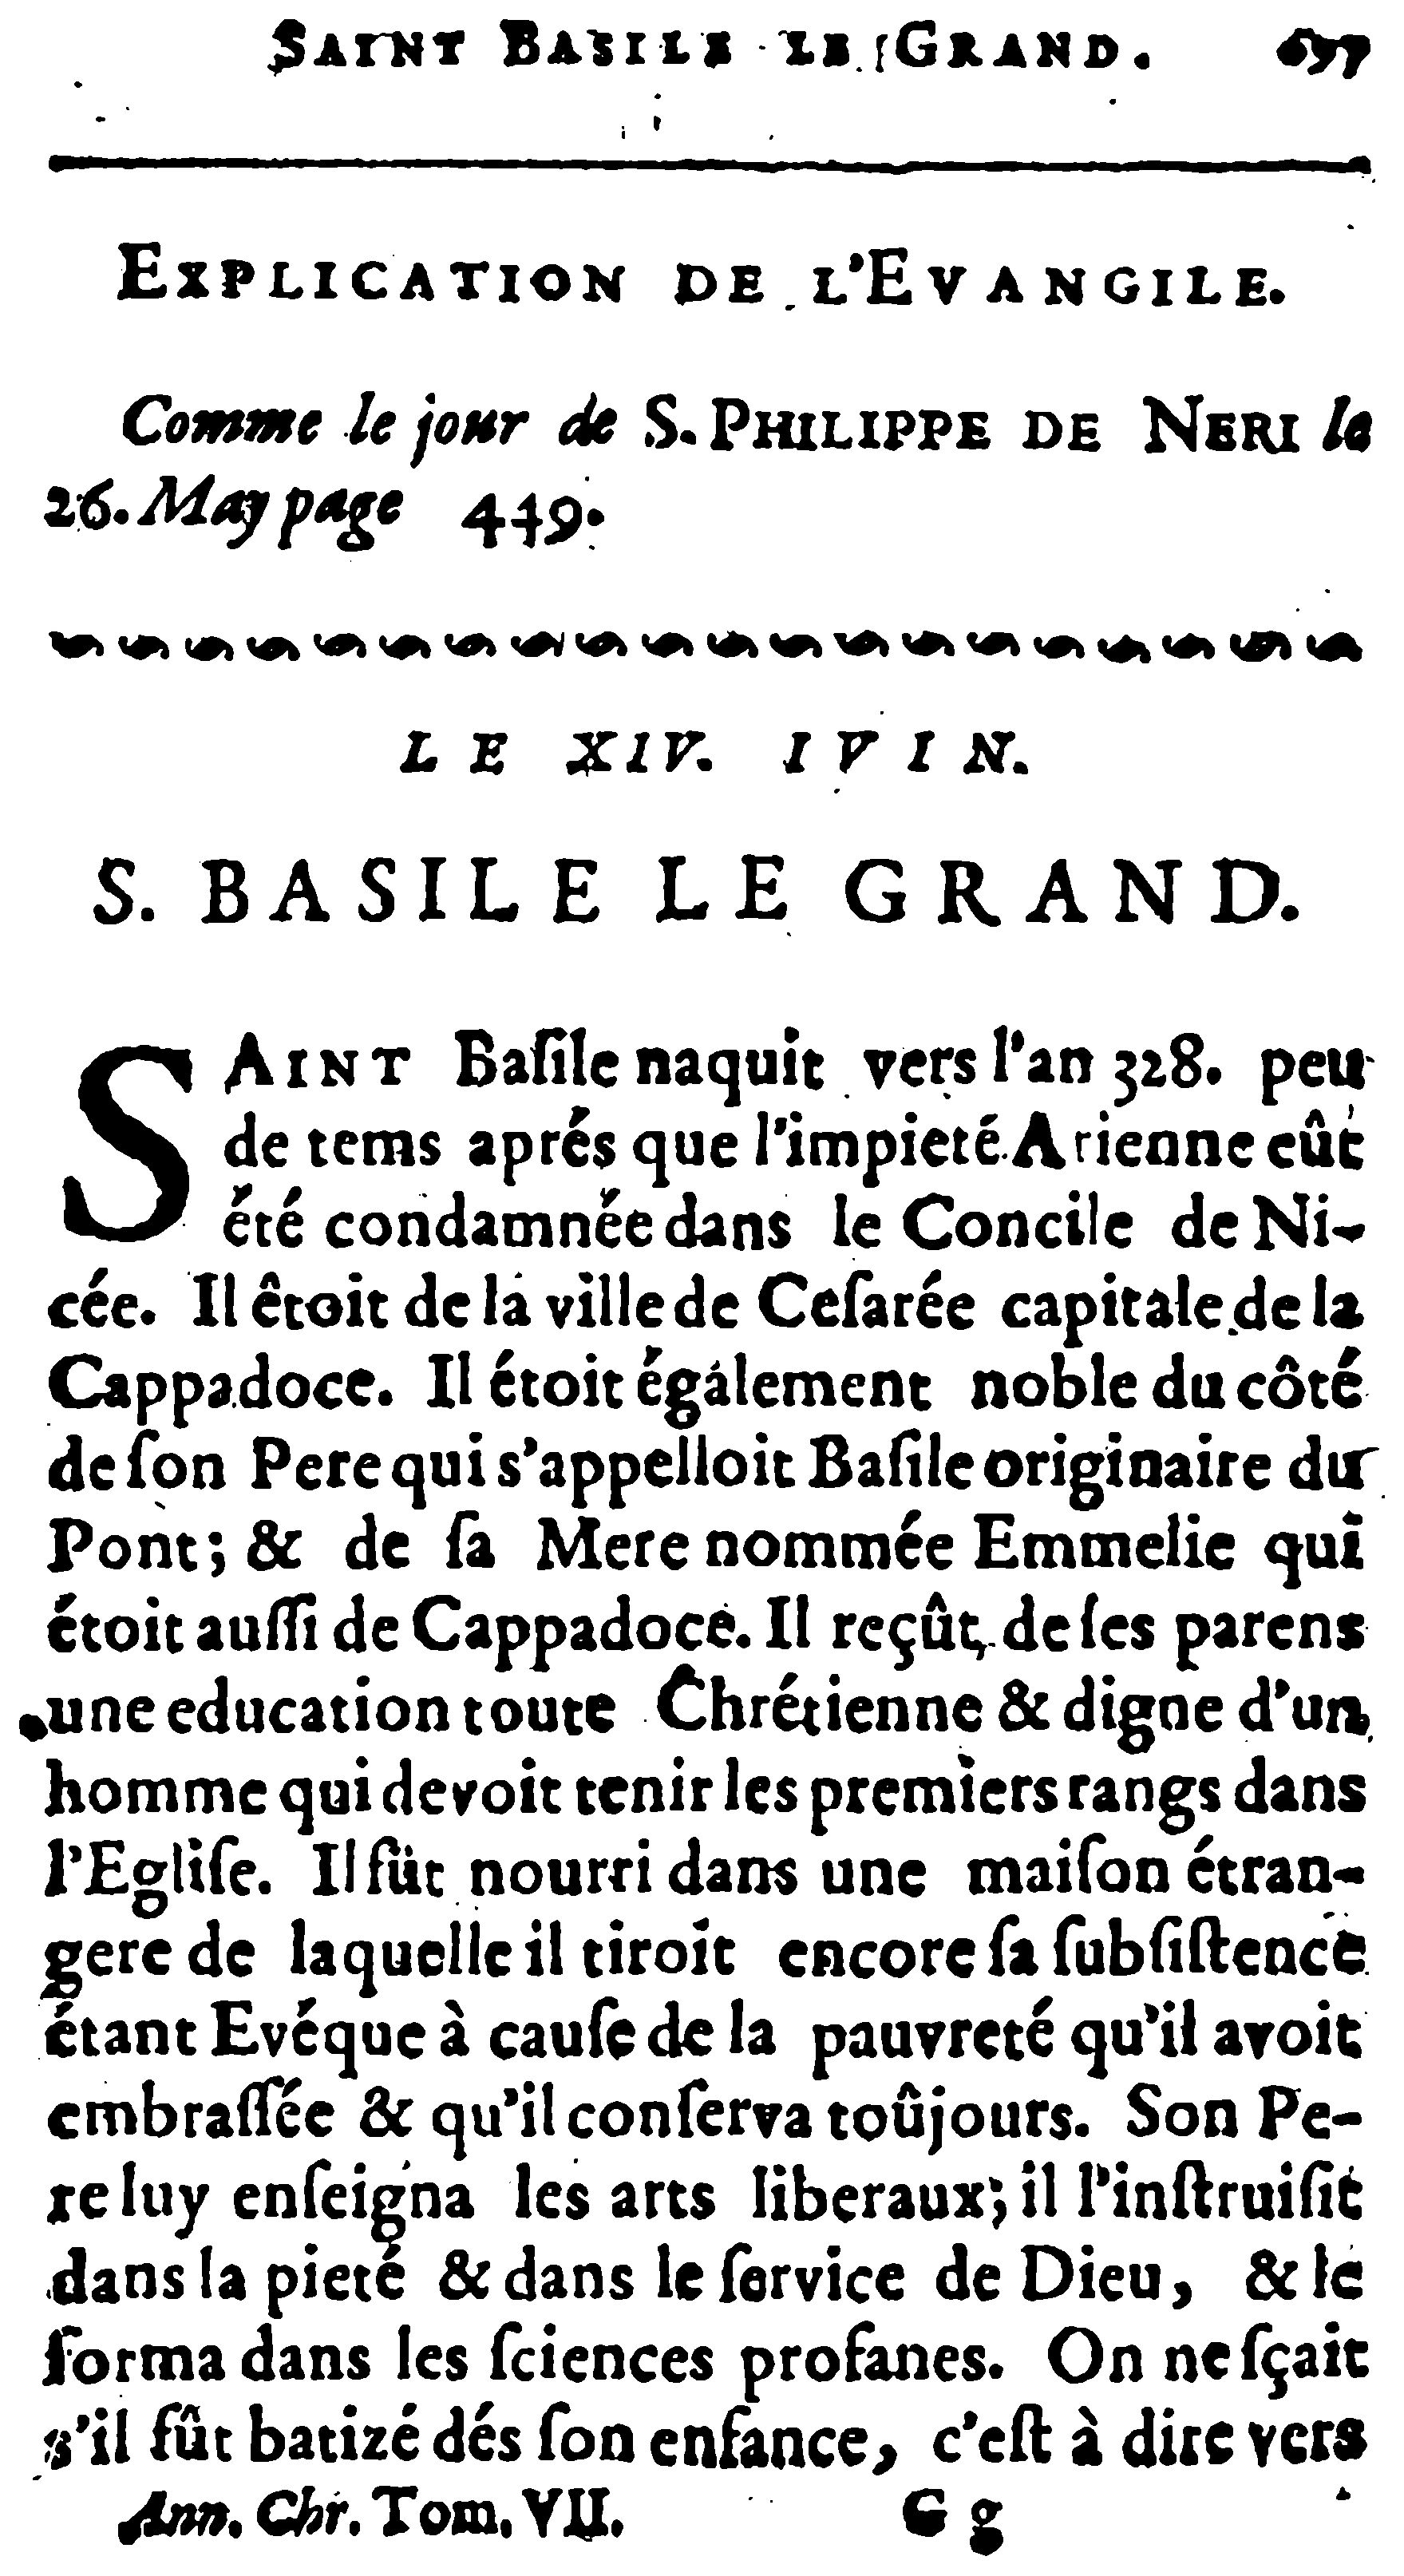 SAINT BASILE LE GRAND. 697
EXPLICATION DE L'EVANGILE.
Comme le jour de S. PHILIPPE DE NERI le
26. May page 449.
LE XIV. IVIN.
S. BASILE LE GRAND.
SAINT Baſile naquit vers l'an 328. peu
de tems aprés que l'impieté Arienne eût
été condamnée dans le Concile de Ni-
cée. Il êtoit de la ville de Ceſarée capitale de la
Cappadoce. Il étoit égálement noble du côté
de ſon Pere qui s'appelloit Baſile originaire du
Pont; & de ſa Mere nommée Emmelie qui
étoit auſſi de Cappadoce. Il reçût de ſes parens
une education toute Chrétienne & digne d'un
homme qui devoit tenir les premiers rangs dans
l'Egliſe. Il fût nourri dans une maiſon étran-
gere de laquelle il tiroit encore ſa ſubſiſtence
étant Evéque à cauſe de la pauvreté qu'il avoit
embraſſée & qu'il conſerva toûjours. Son Pe-
re luy enſeigna les arts liberaux; il l'inſtruiſit
dans la pieté & dans le ſervice de Dieu, & le
forma dans les ſciences profanes. On ne ſçait
s'il fût batizé dés ſon enfance, c'eſt à dire vers
Ann. Chr. Tom. VII. G g